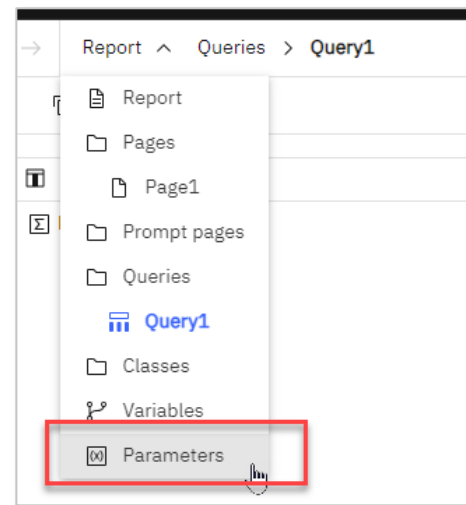 Report Queries > Query1
Report
Pages
Page1
Prompt pages
Queries
Query1
Classes
Variables
(x) Parameters